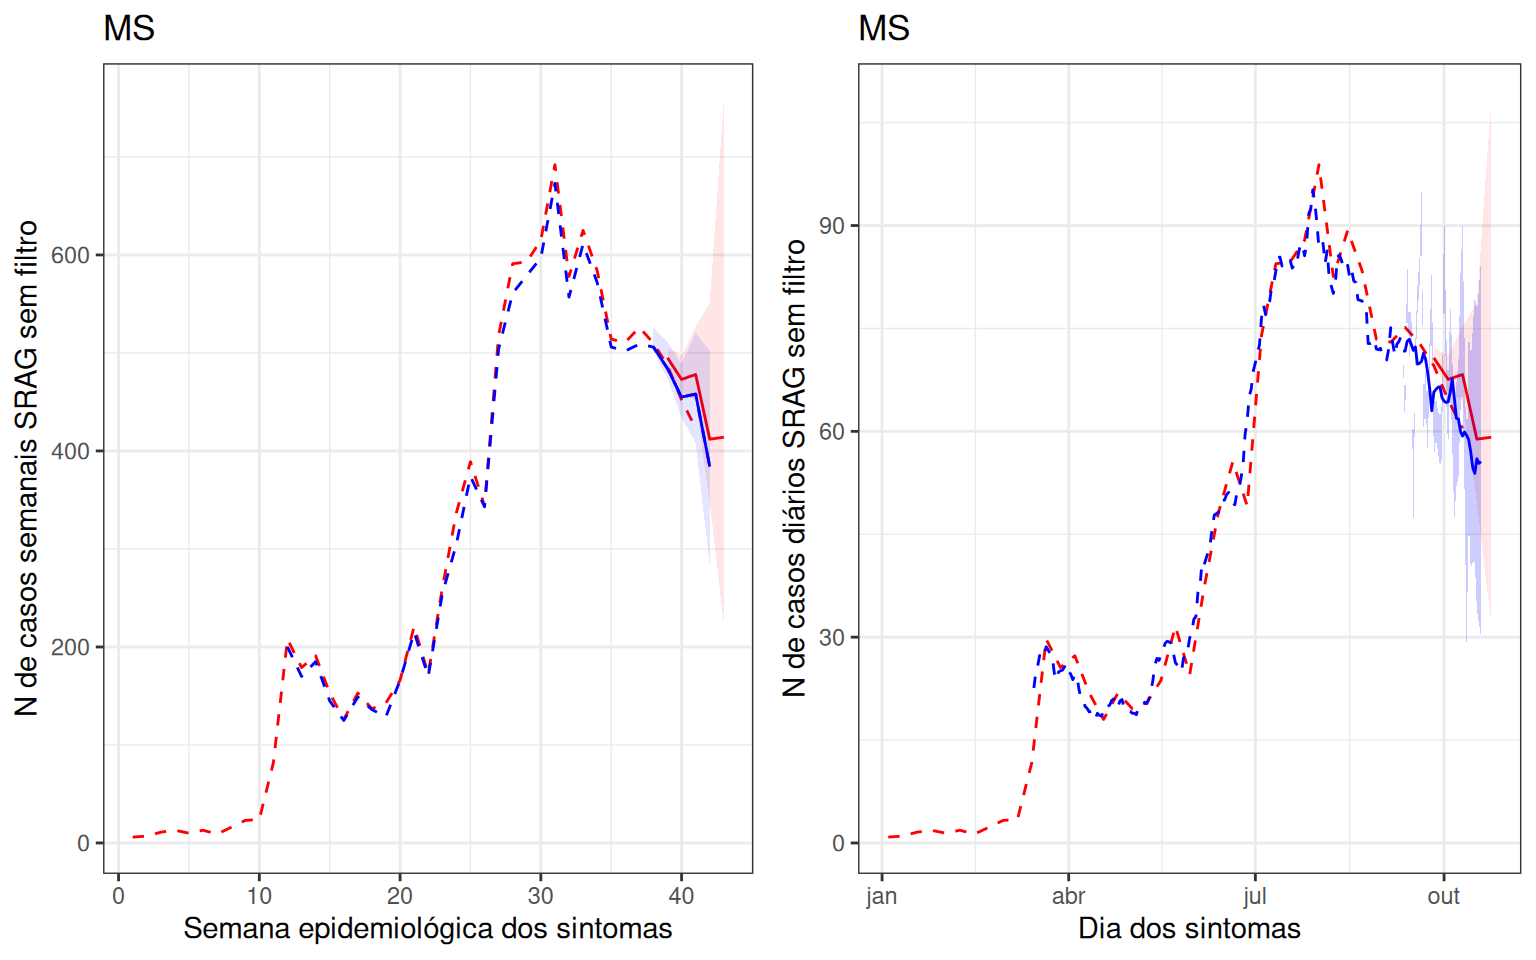 MS
N de casos semanais SRAG sem filtro
600
400
200
0
0 10 20 30 40
Semana epidemiológica dos sintomas
MS
N de casos diários SRAG sem filtro
90
60
30
0
jan abr jul out
Dia dos sintomas